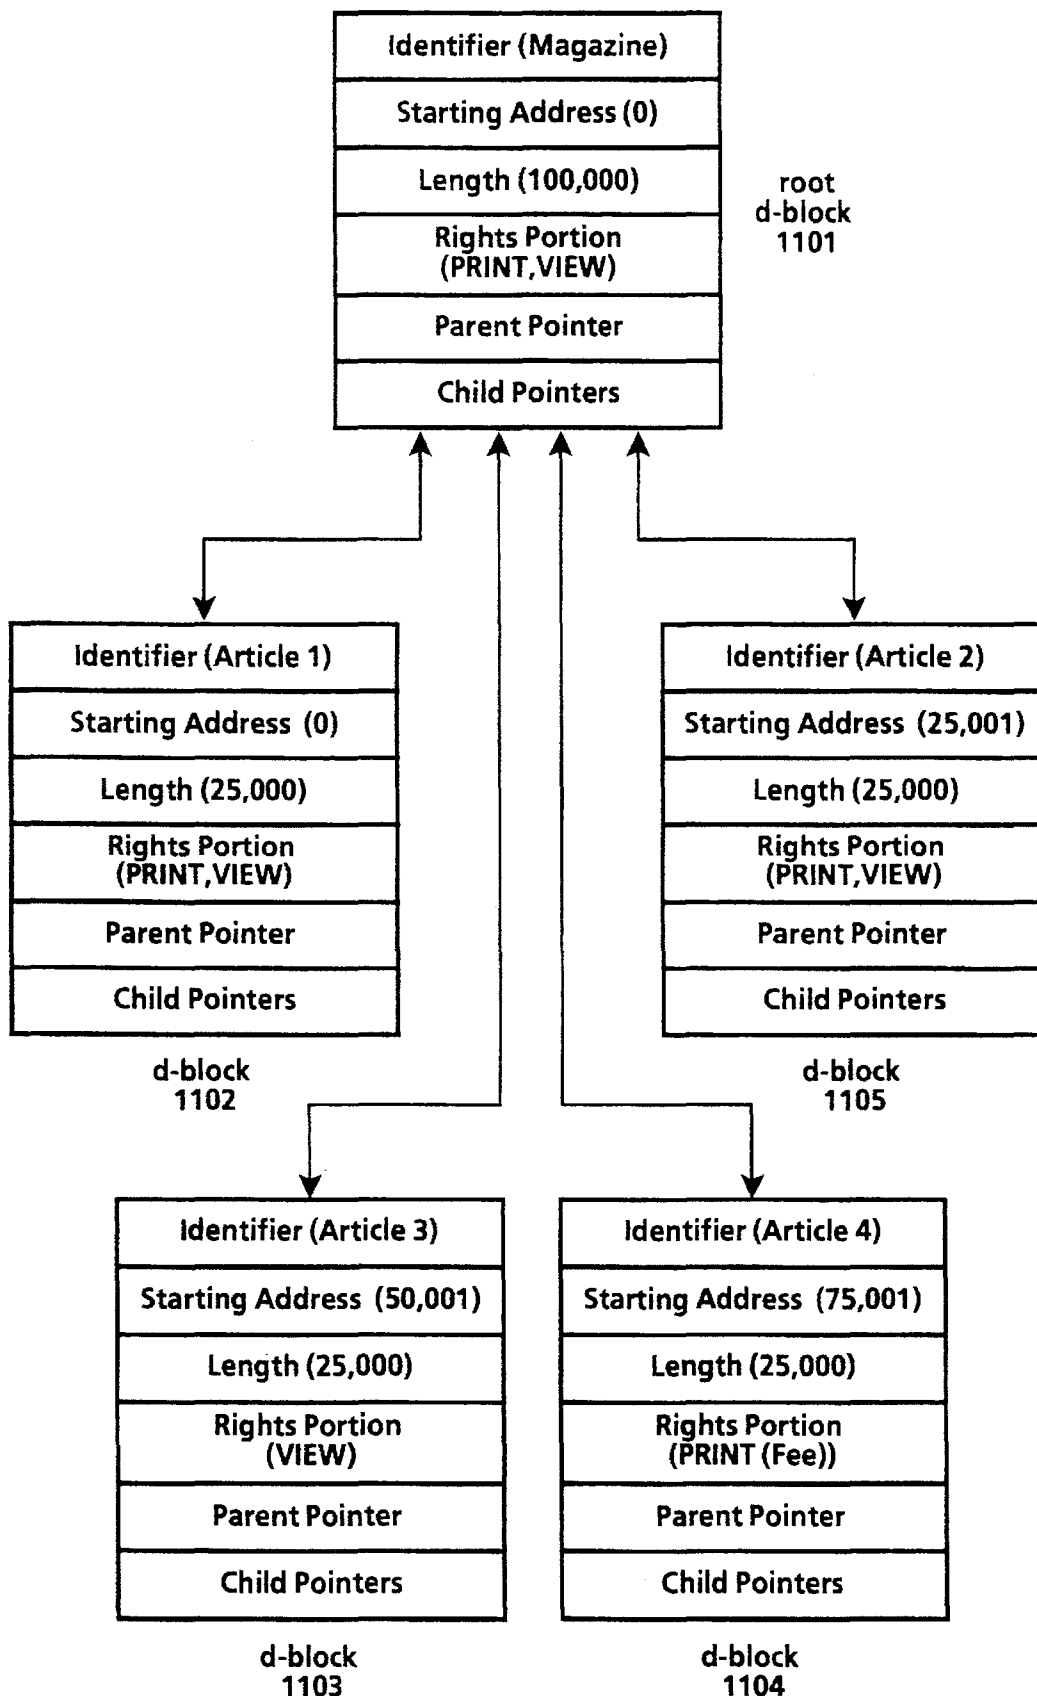 Identifier (Magazine)
Starting Address (0)
Length (100,000)
Rights Portion
(PRINT,VIEW)
Parent Pointer
Child Pointers
root
d-block
1101
Identifier (Article 1)
Starting Address (0)
Length (25,000)
Rights Portion
(PRINT,VIEW)
Parent Pointer
Child Pointers
d-block
1102
Identifier (Article 2)
Starting Address (25,001)
Length (25,000)
Rights Portion
(PRINT,VIEW)
Parent Pointer
Child Pointers
d-block
1105
Identifier (Article 3)
Starting Address (50,001)
Length (25,000)
Rights Portion
(VIEW)
Parent Pointer
Child Pointers
d-block
1103
Identifier (Article 4)
Starting Address (75,001)
Length (25,000)
Rights Portion
(PRINT (Fee))
Parent Pointer
Child Pointers
d-block
1104